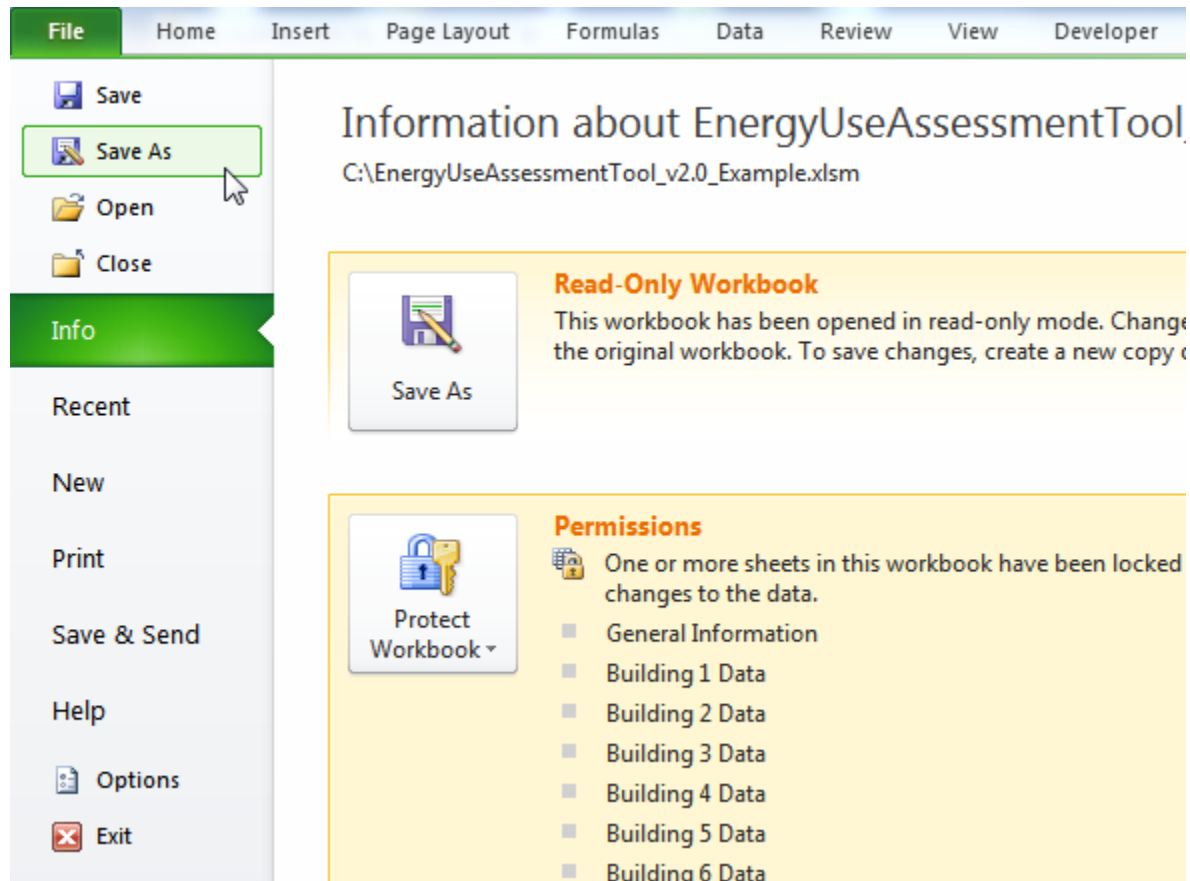 File Home Insert Page Layout Formulas Data Review View Developer
Save
Save As
Open
Close
Info
Recent
New
Print
Save & Send
Help
Options
Exit
Information about EnergyUseAssessmentTool_
C:\EnergyUseAssessmentTool_v2.0_Example.xlsm
Save As
Read-Only Workbook
This workbook has been opened in read-only mode. Change
the original workbook. To save changes, create a new copy
Protect
Workbook
Permissions
One or more sheets in this workbook have been locked
changes to the data.
General Information
Building 1 Data
Building 2 Data
Building 3 Data
Building 4 Data
Building 5 Data
Building 6 Data